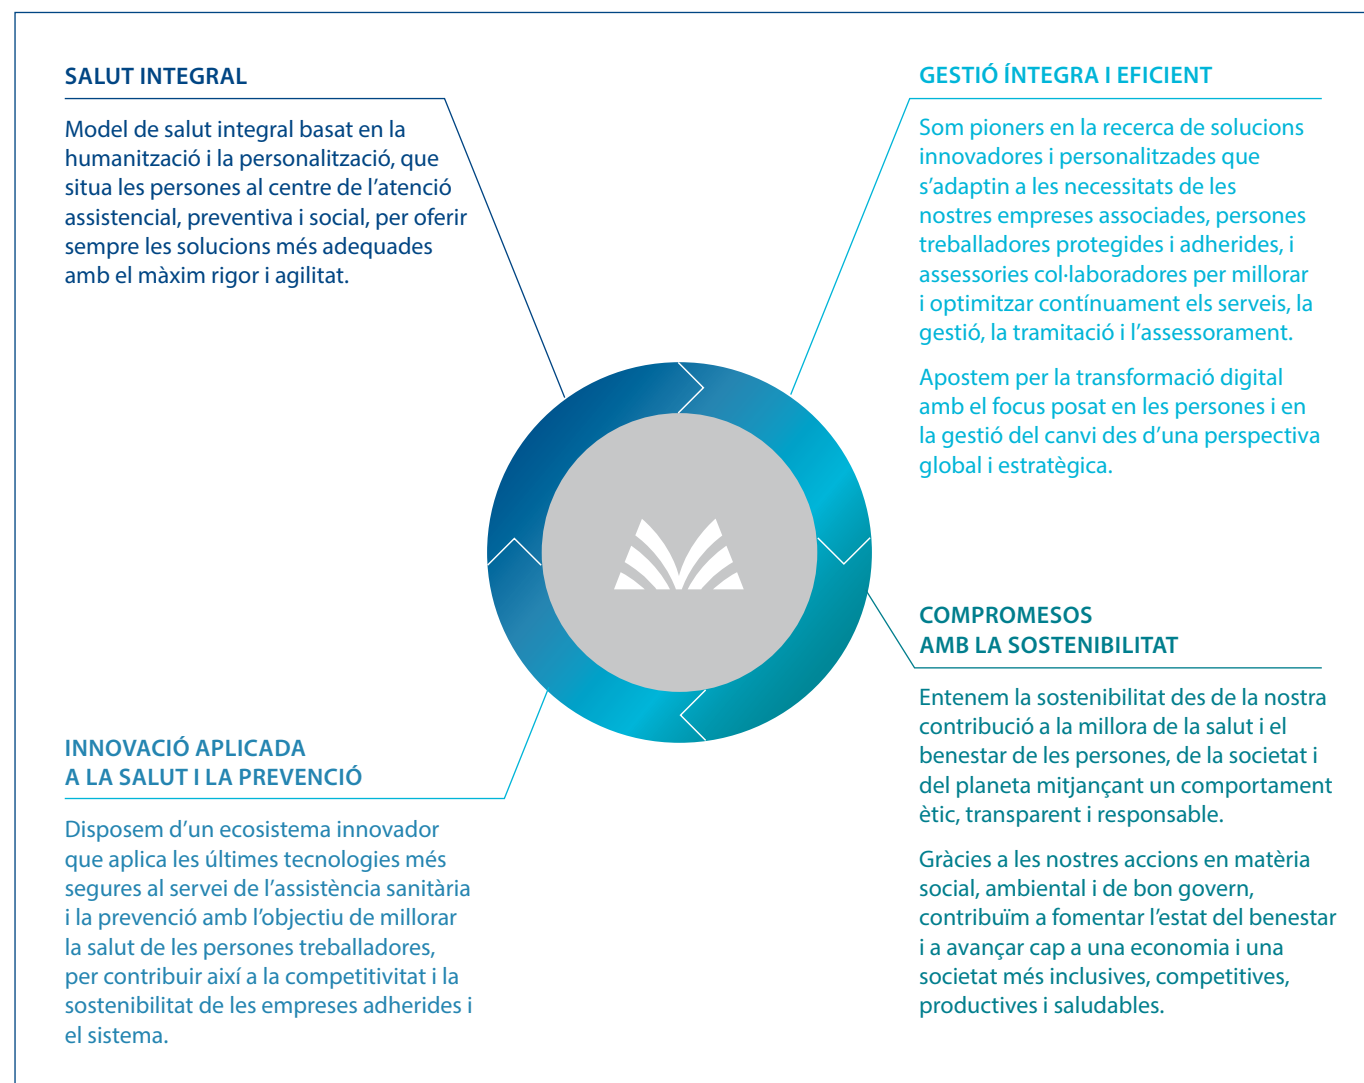 SALUT INTEGRAL
Model de salut integral basat en la
humanització i la personalització, que
situa les persones al centre de l’atenció
assistencial, preventiva i social, per oferir
sempre les solucions més adequades
amb el màxim rigor i agilitat.
GESTIÓ ÍNTEGRA I EFICIENT
Som pioners en la recerca de solucions
innovadores i personalitzades que
s’adaptin a les necessitats de les
nostres empreses associades, persones
treballadores protegides i adherides, i
assessories col·laboradores per millorar
i optimitzar contínuament els serveis, la
gestió, la tramitació i l’assessorament.
Apostem per la transformació digital
amb el focus posat en les persones i en
la gestió del canvi des d’una perspectiva
global i estratègica.
COMPROMESOS
AMB LA SOSTENIBILITAT
Entenem la sostenibilitat des de la nostra
contribució a la millora de la salut i el
benestar de les persones, de la societat i
del planeta mitjançant un comportament
ètic, transparent i responsable.
Gràcies a les nostres accions en matèria
social, ambiental i de bon govern,
contribuïm a fomentar l’estat del benestar
i a avançar cap a una economia i una
societat més inclusives, competitives,
productives i saludables.
INNOVACIÓ APLICADA
A LA SALUT I LA PREVENCIÓ
Disposem d’un ecosistema innovador
que aplica les últimes tecnologies més
segures al servei de l’assistència sanitària
i la prevenció amb l’objectiu de millorar
la salut de les persones treballadores,
per contribuir així a la competitivitat i la
sostenibilitat de les empreses adherides i
el sistema.